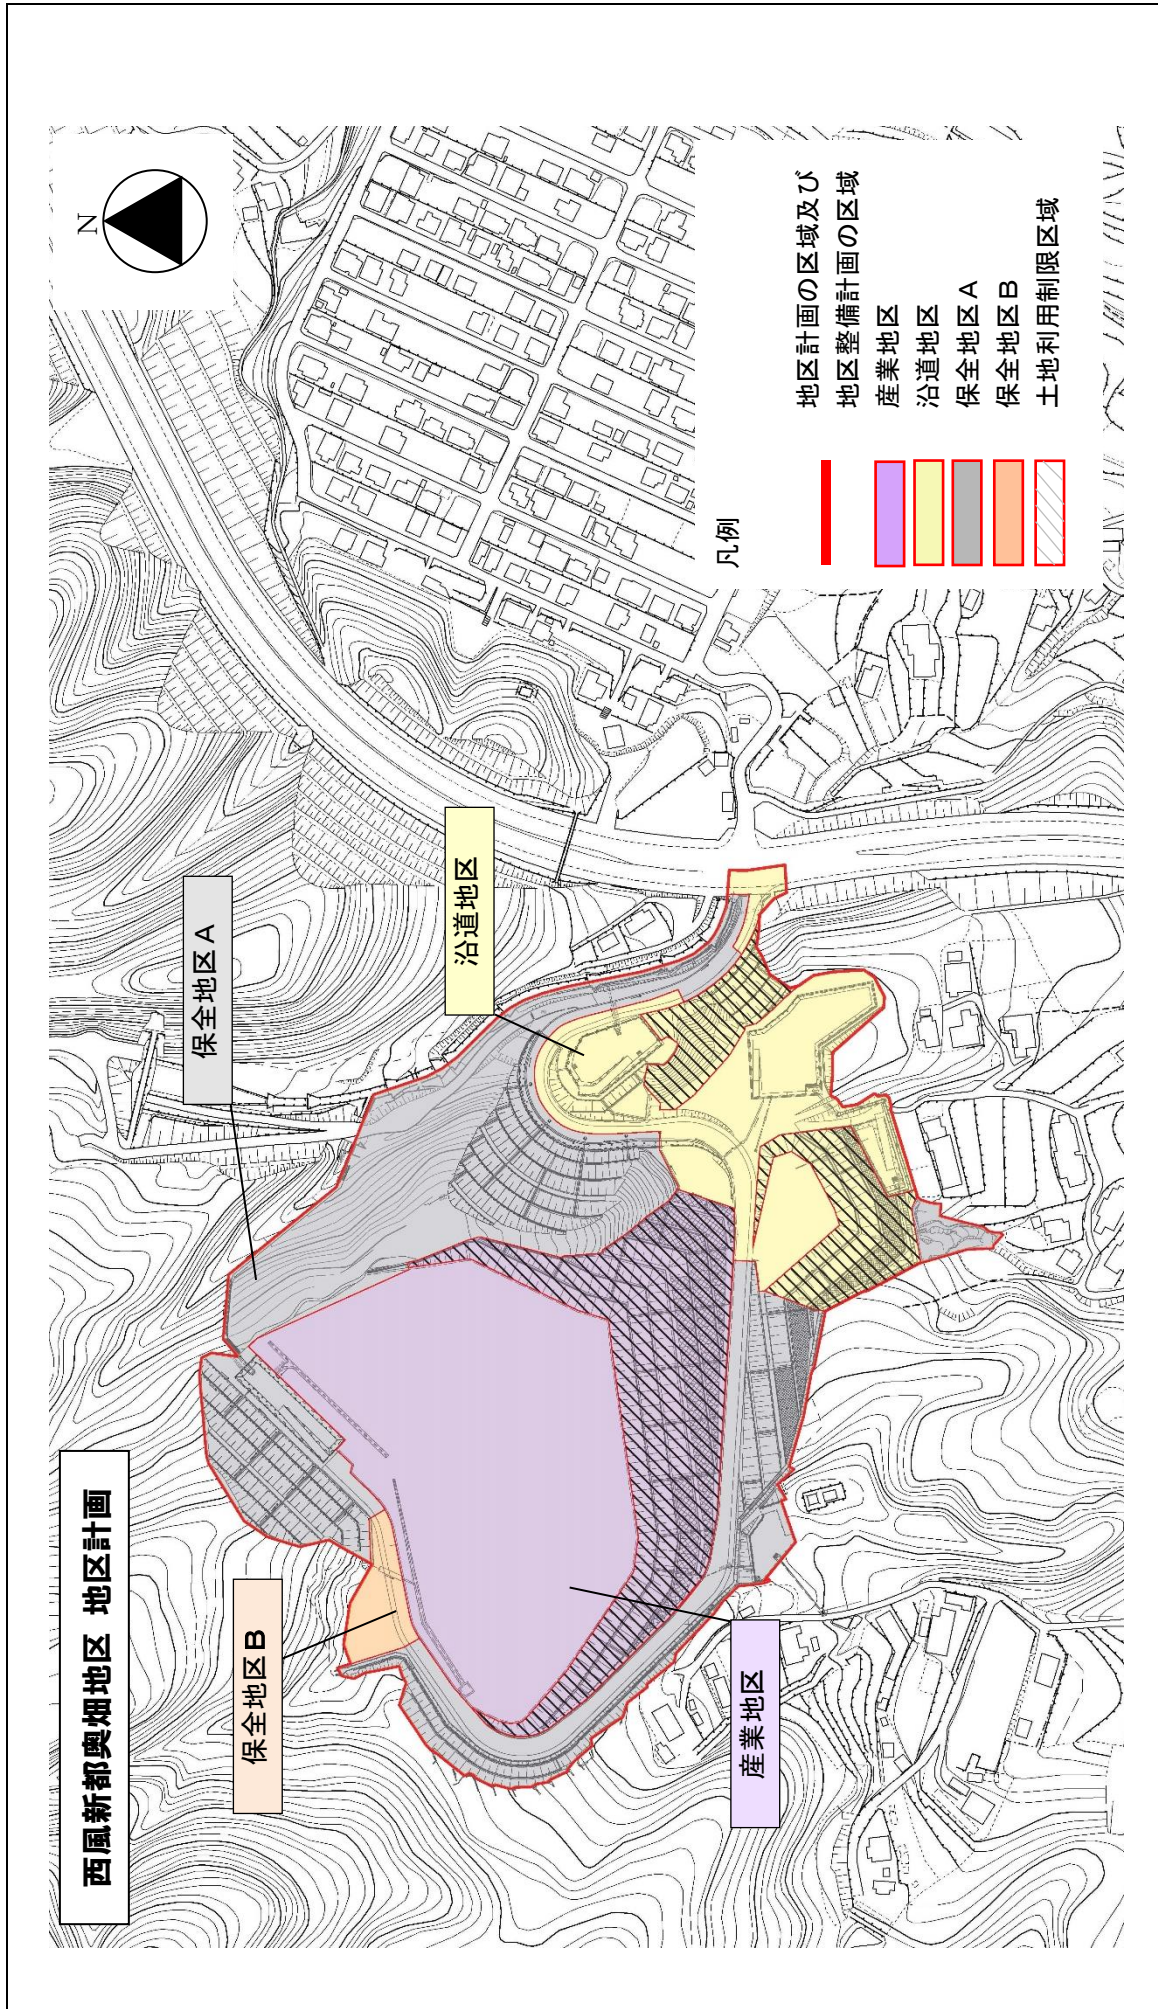 西風新都奥畑地区 地区計画
N
保全地区A
沿道地区
保全地区B
産業地区
凡例
地区計画の区域及び
地区整備計画の区域
産業地区
沿道地区
保全地区A
保全地区B
土地利用制限区域